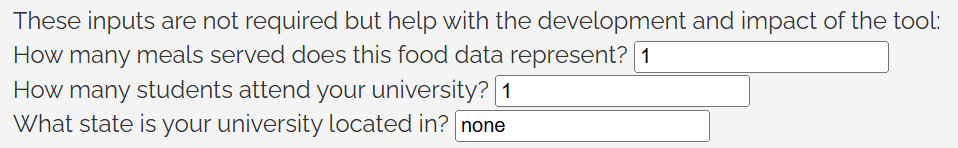 These inputs are not required but help with the development and impact of the tool:
How many meals served does this food data represent? 1
How many students attend your university? 1
What state is your university located in? none